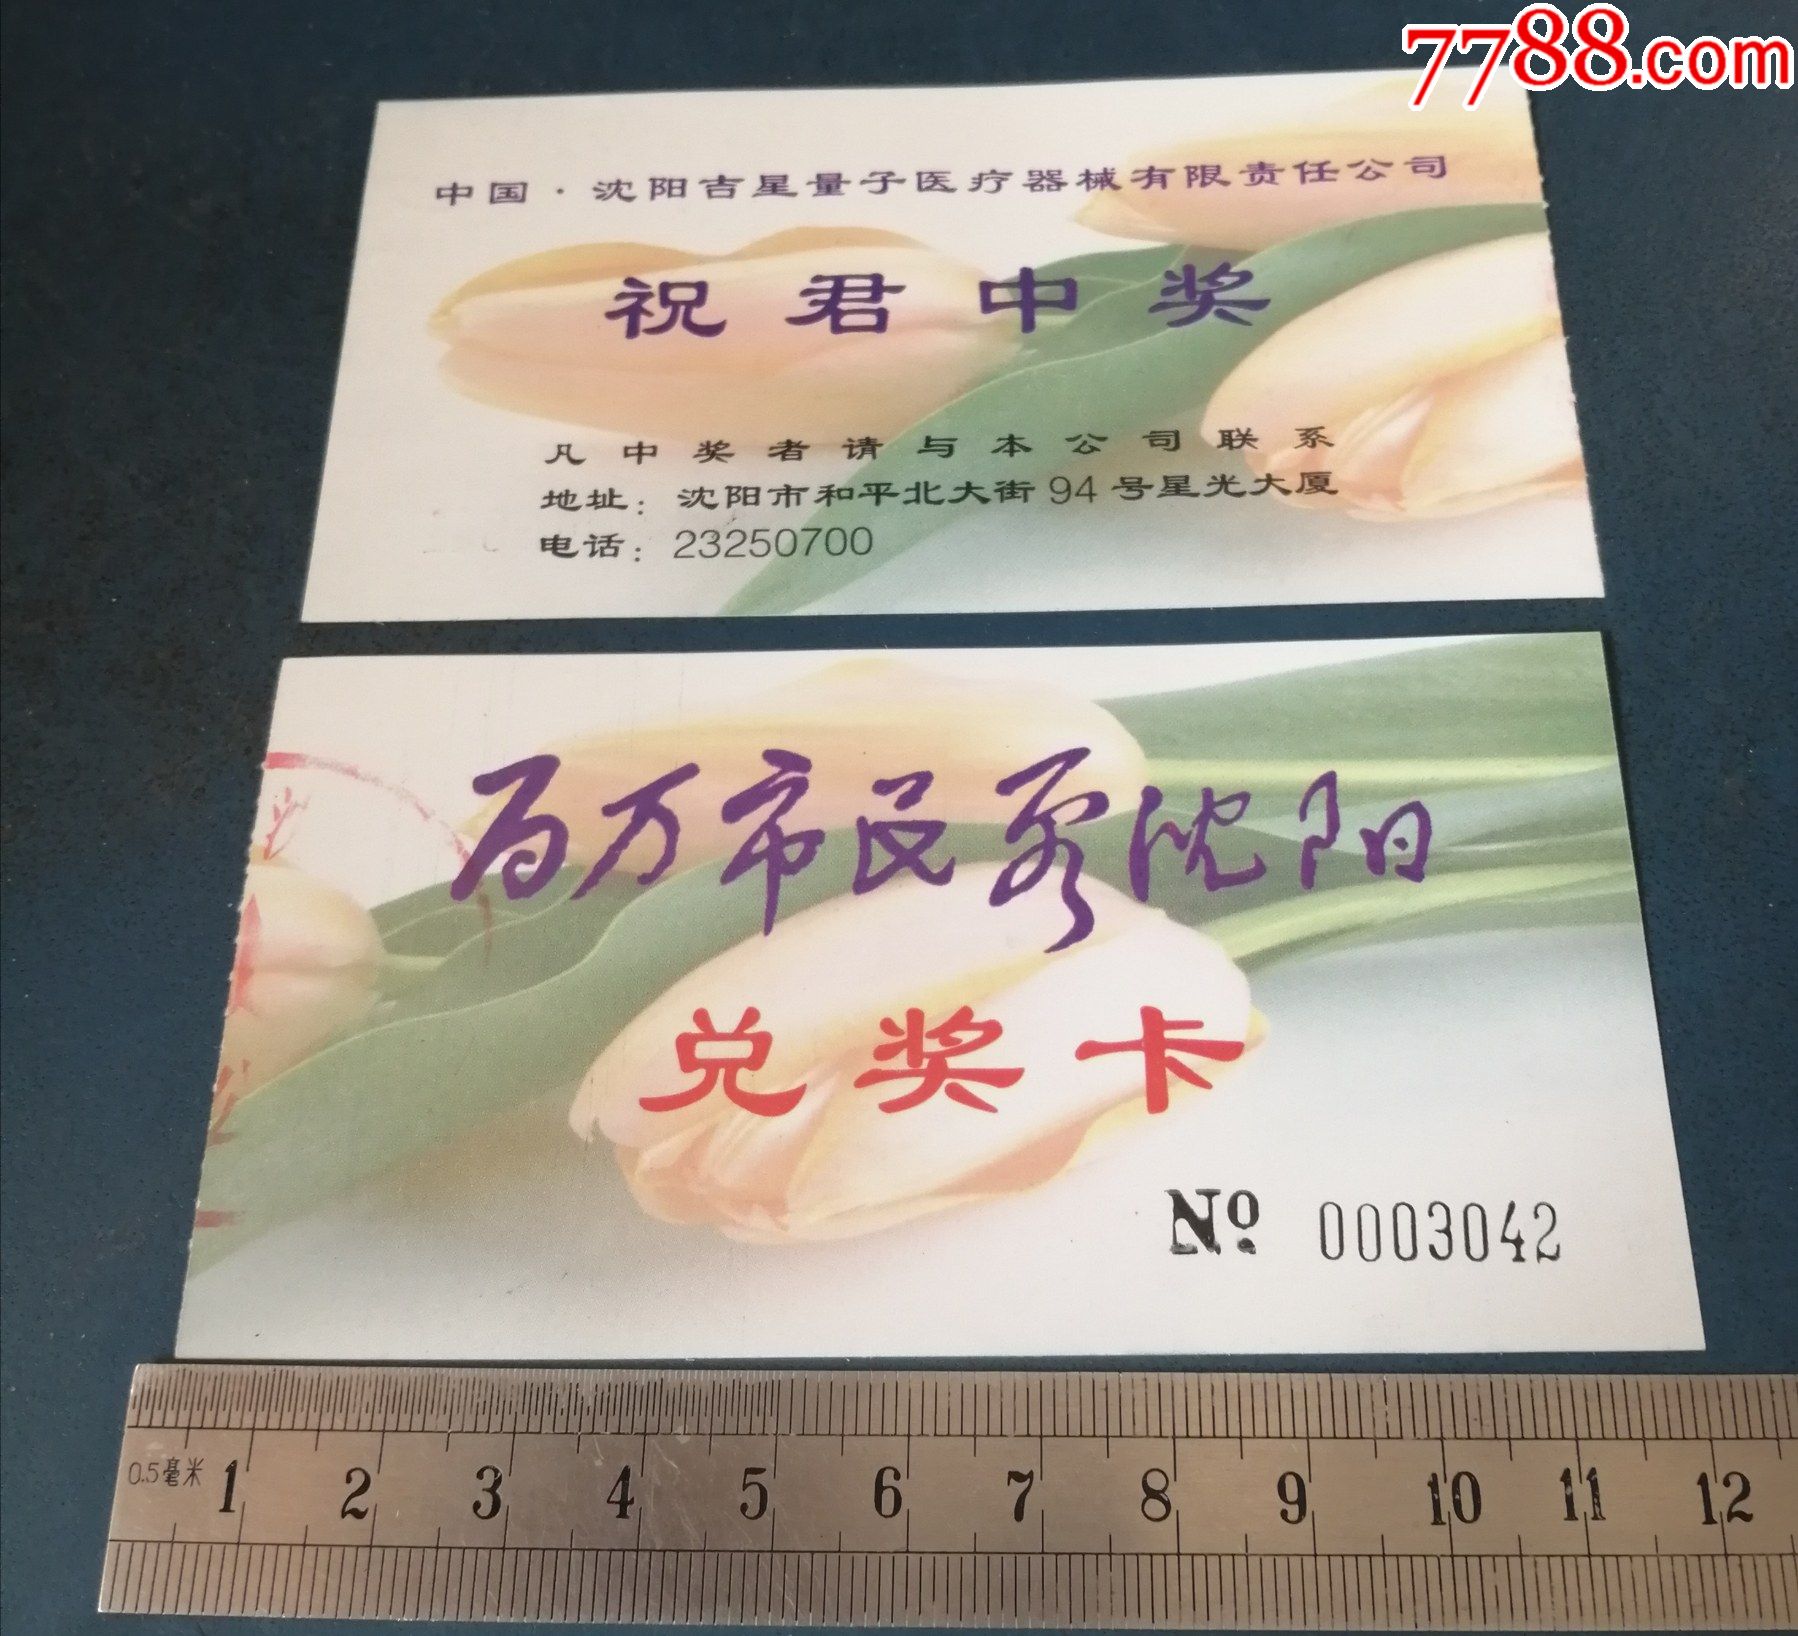 7788.com
中国·沈阳吉星量子医疗器械有限责任公司
祝君中奖
凡中奖者请与本公司联系
地址：沈阳市和平北大街94号星光大厦
电话：23250700
百万市民爱沈阳
兑奖卡
№ 0003042
0.5毫米 1 2 3 4 5 6 7 8 9 10 11 12